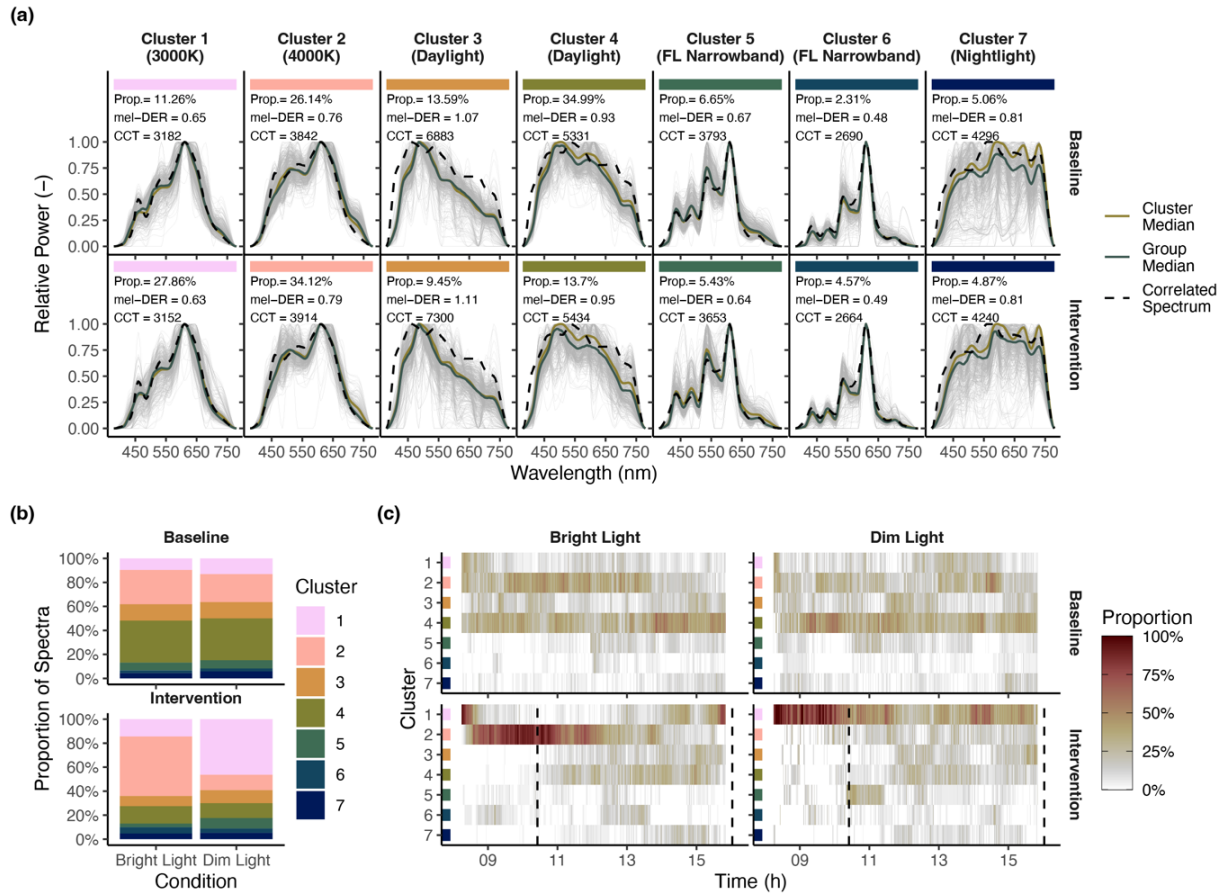 (a)
Cluster 1
(3000K)
Cluster 2
(4000K)
Cluster 3
(Daylight)
Cluster 4
(Daylight)
Cluster 5
(FL Narrowband)
Cluster 6
(FL Narrowband)
Cluster 7
(Nightlight)
Prop.= 11.26%
mel−DER = 0.65
CCT = 3182
Prop.= 26.14%
mel−DER = 0.76
CCT = 3842
Prop.= 13.59%
mel−DER = 1.07
CCT = 6883
Prop.= 34.99%
mel−DER = 0.93
CCT = 5331
Prop.= 6.65%
mel−DER = 0.67
CCT = 3793
Prop.= 2.31%
mel−DER = 0.48
CCT = 2690
Prop.= 5.06%
mel−DER = 0.81
CCT = 4296
Baseline
1.00
0.75
0.50
0.25
0.00
Prop.= 27.86%
mel−DER = 0.63
CCT = 3152
Prop.= 34.12%
mel−DER = 0.79
CCT = 3914
Prop.= 9.45%
mel−DER = 1.11
CCT = 7300
Prop.= 13.7%
mel−DER = 0.95
CCT = 5434
Prop.= 5.43%
mel−DER = 0.64
CCT = 3653
Prop.= 4.57%
mel−DER = 0.49
CCT = 2664
Prop.= 4.87%
mel−DER = 0.81
CCT = 4240
Intervention
1.00
0.75
0.50
0.25
0.00
Relative Power (−)
450 550 650 750 450 550 650 750 450 550 650 750 450 550 650 750 450 550 650 750 450 550 650 750 450 550 650 750
Wavelength (nm)
Cluster
Median
Group
Median
Correlated
Spectrum
(b)
Baseline
100%
80%
60%
40%
20%
0%
Intervention
100%
80%
60%
40%
20%
0%
Proportion of Spectra
Bright Light Dim Light
Condition
Cluster
1
2
3
4
5
6
7
(c)
Bright Light
Dim Light
1
2
3
4
5
6
7
Baseline
1
2
3
4
5
6
7
Intervention
Cluster
09 11 13 15 09 11 13 15
Time (h)
Proportion
100%
75%
50%
25%
0%